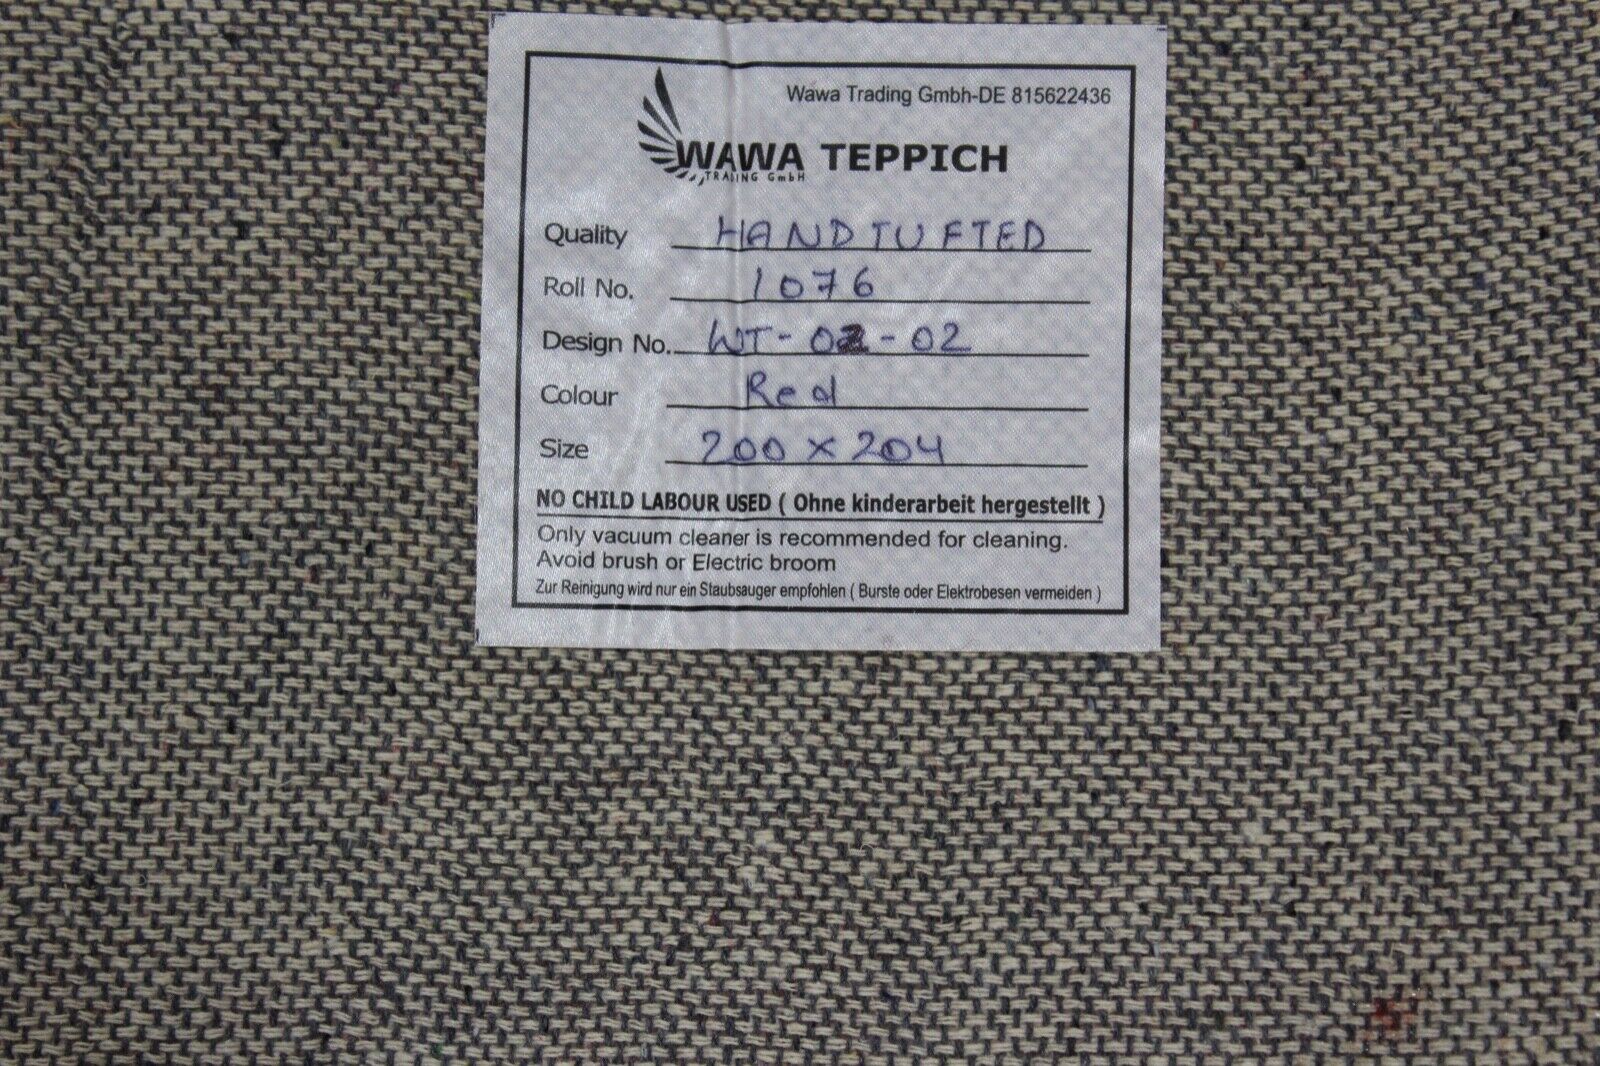 Wawa Trading Gmbh-DE 815622436
WAWA TEPPICH
TRADING GmbH
Quality HANDTUFTED
Roll No. 1076
Design No. WT-02-02
Colour Red
Size 200 x 204
NO CHILD LABOUR USED ( Ohne kinderarbeit hergestellt )
Only vacuum cleaner is recommended for cleaning.
Avoid brush or Electric broom
Zur Reinigung wird nur ein Staubsauger empfohlen ( Burste oder Elektrobesen vermeiden )